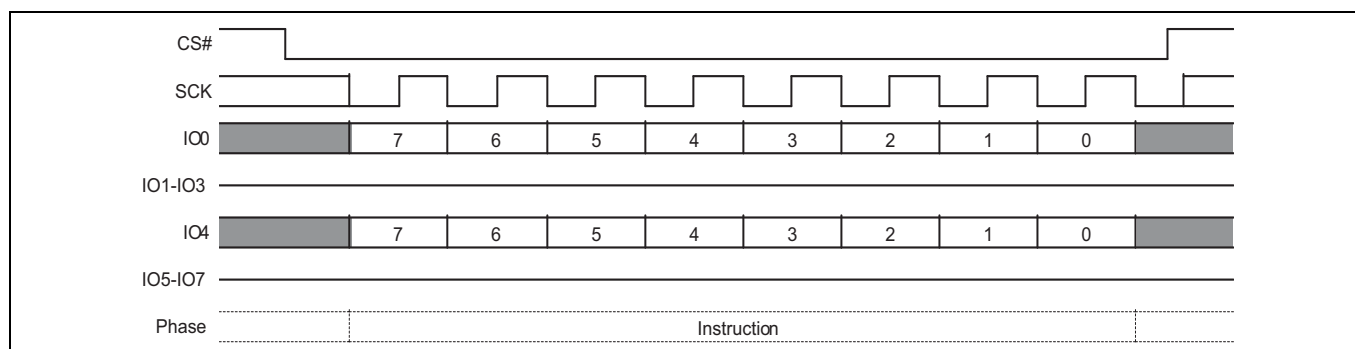 CS#
SCK
IO0 7 6 5 4 3 2 1 0
IO1-IO3
IO4 7 6 5 4 3 2 1 0
IO5-IO7
Phase Instruction